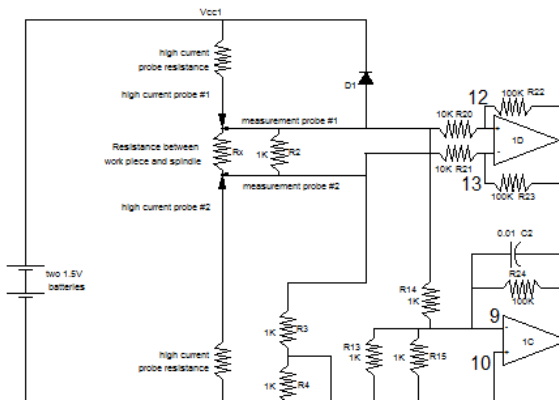 Vcc1
high current
probe resistance
high current probe #1
D1
measurement probe #1
Resistance between
work piece and spindle
Rx
1K
R2
measurement probe #2
high current probe #2
two 1.5V
batteries
high current
probe resistance
12
100K R22
10K R20
+
1D
10K R21
-
13
100K R23
0.01 C2
R24
100K
R14
1K
9
-
1C
10
+
1K
R3
R13
1K
1K
R15
1K
R4